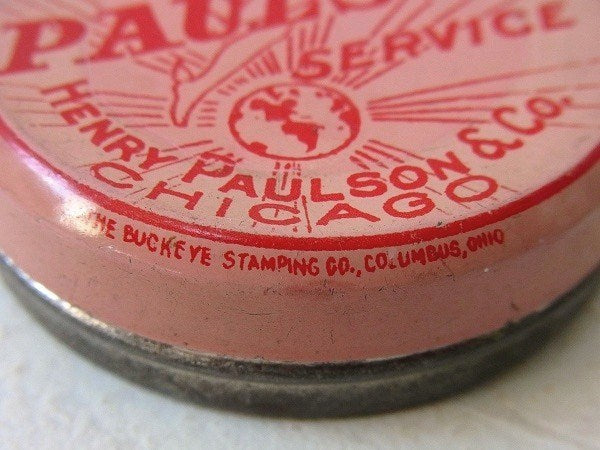 SERVICE
HENRY PAULSON & Co.
CHICAGO
THE BUCKEYE STAMPING CO., COLUMBUS, OHIO